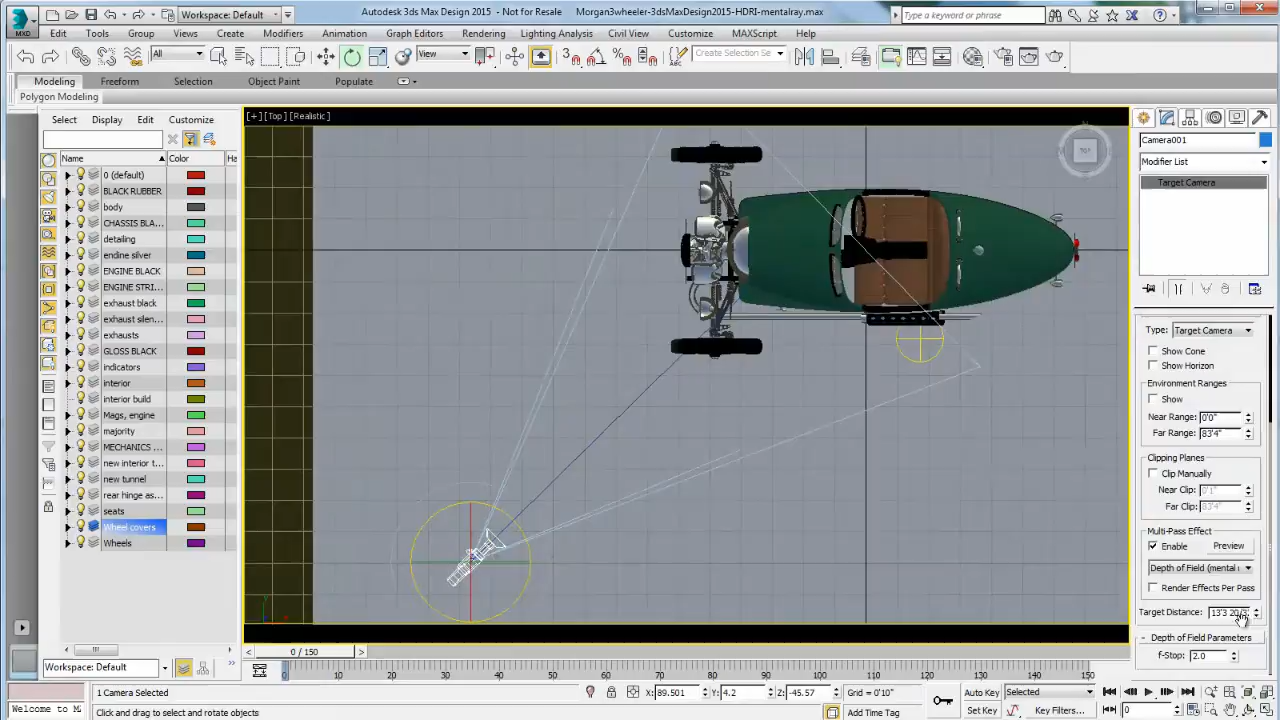 Workspace: Default
Autodesk 3ds Max Design 2015 - Not for Resale
Morgan3wheeler-3dsMaxDesign2015-HDRI-mentalray.max
Type a keyword or phrase
MAX
Edit Tools Group Views Create Modifiers Animation Graph Editors Rendering Lighting Analysis Civil View Customize MAXScript Help
All View Create Selection Se
Modeling Freeform Selection Object Paint Populate
Polygon Modeling
Select Display Edit Customize
[+] [Top] [Realistic]
TOP
Name Color Ha
0 (default)
BLACK RUBBER
body
CHASSIS BLA...
detailing
endine silver
ENGINE BLACK
ENGINE STRI...
exhaust black
exhaust silen...
exhausts
GLOSS BLACK
indicators
interior
interior build
Mags, engine
majority
MECHANICS ...
new interior t...
new tunnel
rear hinge as...
seats
Wheel covers
Wheels
Camera001
Modifier List
Target Camera
Type: Target Camera
Show Cone
Show Horizon
Environment Ranges
Show
Near Range: 0'0"
Far Range: 83'4"
Clipping Planes
Clip Manually
Near Clip: 0'1"
Far Clip: 83'4"
Multi-Pass Effect
Enable Preview
Depth of Field (mental r
Render Effects Per Pass
Target Distance: 13'3
- Depth of Field Parameters
f-Stop: 2.0
Workspace: Default
0 / 150
0 10 20 30 40 50 60 70 80 90 100 110 120 130 140 150
1 Camera Selected
X: 89.501 Y: 4.2 Z: -45.57 Grid = 0'10"
Auto Key Selected
Welcome to M
Click and drag to select and rotate objects
Add Time Tag
Set Key Key Filters... 0